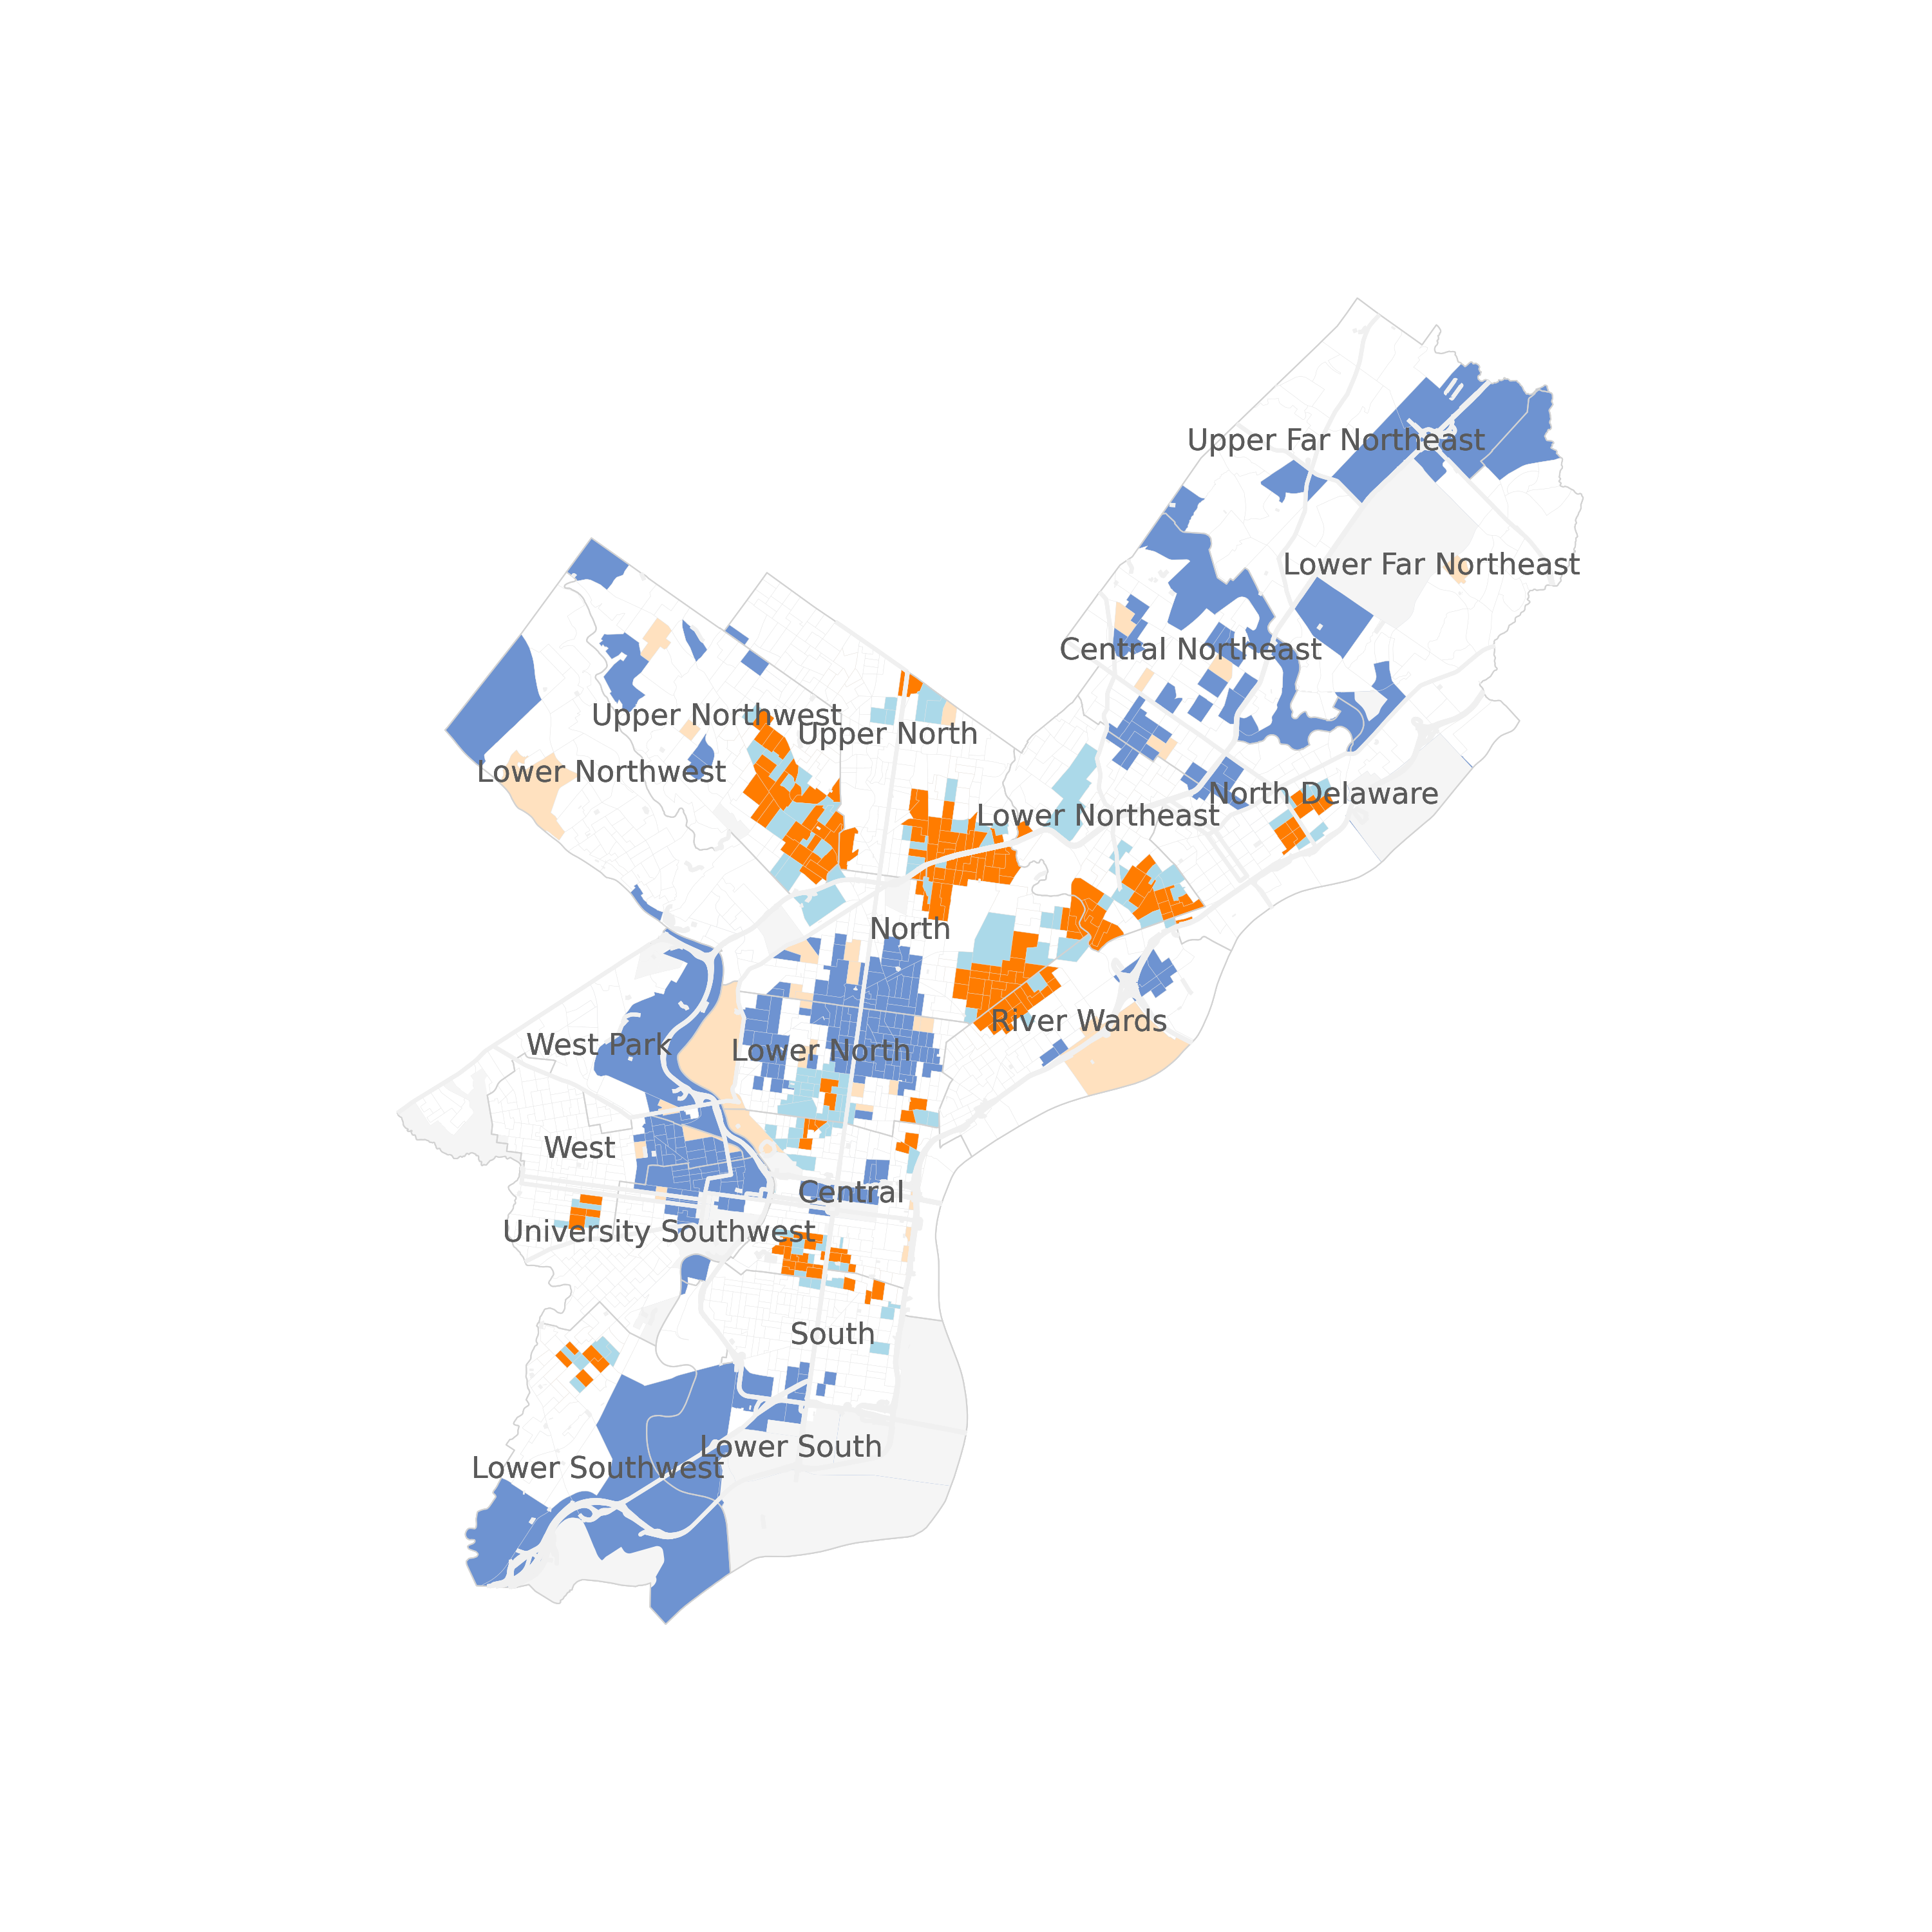 Upper Far Northeast
Lower Far Northeast
Central Northeast
Upper Northwest
Upper North
Lower Northwest
North Delaware
Lower Northeast
North
River Wards
West Park
Lower North
West
Central
University Southwest
South
Lower South
Lower Southwest